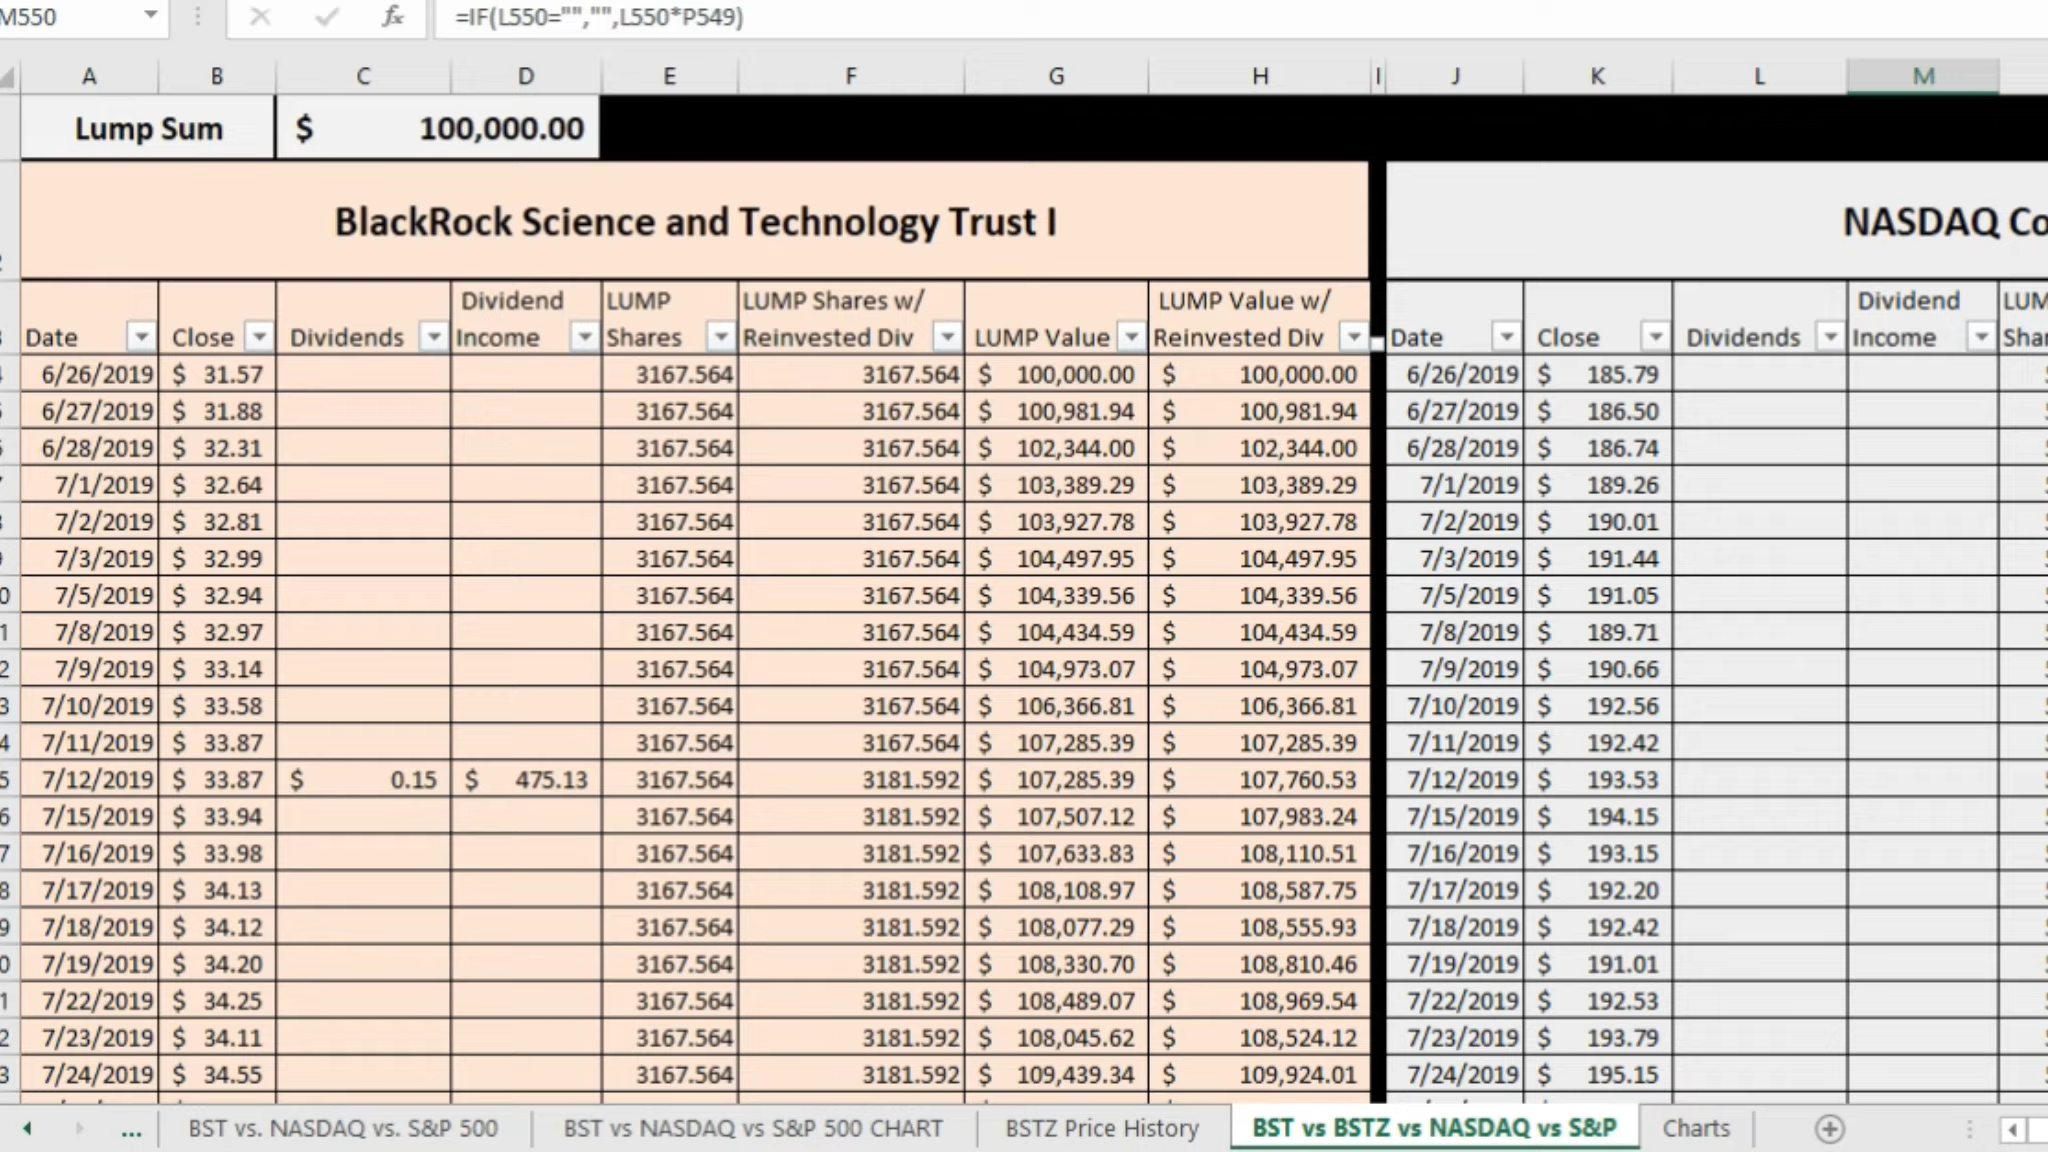 M550 fx =IF(L550="","",L550*P549)
A B C D E F G H I J K L M
Lump Sum $ 100,000.00
BlackRock Science and Technology Trust I NASDAQ Co
2
Dividend LUMP LUMP Shares w/ LUMP Value w/ Dividend LUM
Date Close Dividends Income Shares Reinvested Div LUMP Value Reinvested Div Date Close Dividends Income Shar
6/26/2019 $ 31.57 3167.564 3167.564 $ 100,000.00 $ 100,000.00 6/26/2019 $ 185.79
6/27/2019 $ 31.88 3167.564 3167.564 $ 100,981.94 $ 100,981.94 6/27/2019 $ 186.50
6/28/2019 $ 32.31 3167.564 3167.564 $ 102,344.00 $ 102,344.00 6/28/2019 $ 186.74
7/1/2019 $ 32.64 3167.564 3167.564 $ 103,389.29 $ 103,389.29 7/1/2019 $ 189.26
7/2/2019 $ 32.81 3167.564 3167.564 $ 103,927.78 $ 103,927.78 7/2/2019 $ 190.01
7/3/2019 $ 32.99 3167.564 3167.564 $ 104,497.95 $ 104,497.95 7/3/2019 $ 191.44
0 7/5/2019 $ 32.94 3167.564 3167.564 $ 104,339.56 $ 104,339.56 7/5/2019 $ 191.05
1 7/8/2019 $ 32.97 3167.564 3167.564 $ 104,434.59 $ 104,434.59 7/8/2019 $ 189.71
2 7/9/2019 $ 33.14 3167.564 3167.564 $ 104,973.07 $ 104,973.07 7/9/2019 $ 190.66
3 7/10/2019 $ 33.58 3167.564 3167.564 $ 106,366.81 $ 106,366.81 7/10/2019 $ 192.56
4 7/11/2019 $ 33.87 3167.564 3167.564 $ 107,285.39 $ 107,285.39 7/11/2019 $ 192.42
5 7/12/2019 $ 33.87 $ 0.15 $ 475.13 3167.564 3181.592 $ 107,285.39 $ 107,760.53 7/12/2019 $ 193.53
6 7/15/2019 $ 33.94 3167.564 3181.592 $ 107,507.12 $ 107,983.24 7/15/2019 $ 194.15
7 7/16/2019 $ 33.98 3167.564 3181.592 $ 107,633.83 $ 108,110.51 7/16/2019 $ 193.15
8 7/17/2019 $ 34.13 3167.564 3181.592 $ 108,108.97 $ 108,587.75 7/17/2019 $ 192.20
9 7/18/2019 $ 34.12 3167.564 3181.592 $ 108,077.29 $ 108,555.93 7/18/2019 $ 192.42
0 7/19/2019 $ 34.20 3167.564 3181.592 $ 108,330.70 $ 108,810.46 7/19/2019 $ 191.01
1 7/22/2019 $ 34.25 3167.564 3181.592 $ 108,489.07 $ 108,969.54 7/22/2019 $ 192.53
2 7/23/2019 $ 34.11 3167.564 3181.592 $ 108,045.62 $ 108,524.12 7/23/2019 $ 193.79
3 7/24/2019 $ 34.55 3167.564 3181.592 $ 109,439.34 $ 109,924.01 7/24/2019 $ 195.15
... BST vs. NASDAQ vs. S&P 500 BST vs NASDAQ vs S&P 500 CHART BSTZ Price History BST vs BSTZ vs NASDAQ vs S&P Charts